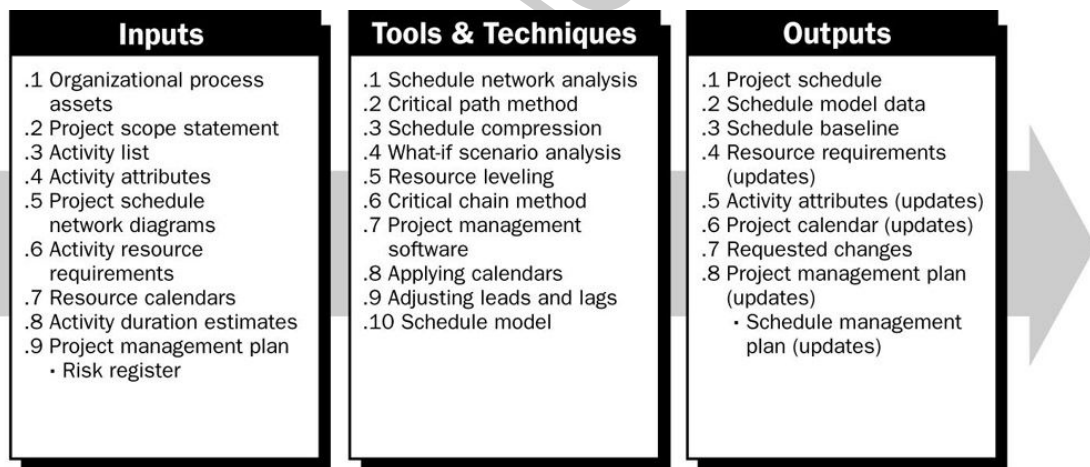 Inputs
.1 Organizational process
assets
.2 Project scope statement
.3 Activity list
.4 Activity attributes
.5 Project schedule
network diagrams
.6 Activity resource
requirements
.7 Resource calendars
.8 Activity duration estimates
.9 Project management plan
· Risk register
Tools & Techniques
.1 Schedule network analysis
.2 Critical path method
.3 Schedule compression
.4 What-if scenario analysis
.5 Resource leveling
.6 Critical chain method
.7 Project management
software
.8 Applying calendars
.9 Adjusting leads and lags
.10 Schedule model
Outputs
.1 Project schedule
.2 Schedule model data
.3 Schedule baseline
.4 Resource requirements
(updates)
.5 Activity attributes (updates)
.6 Project calendar (updates)
.7 Requested changes
.8 Project management plan
(updates)
· Schedule management
plan (updates)